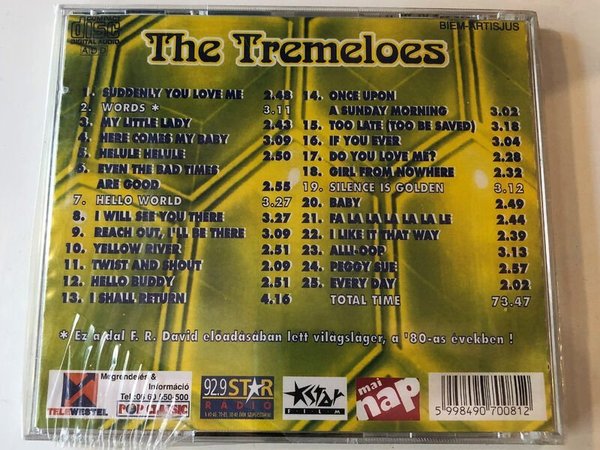 COMPACT
disc
DIGITAL AUDIO
ADD
BIEM-ARTISJUS
The Tremeloes
1. SUDDENLY YOU LOVE ME 2.48
2. WORDS * 3.11
3. MY LITTLE LADY 2.43
4. HERE COMES MY BABY 3.09
5. HELULE HELULE 2.50
6. EVEN THE BAD TIMES
ARE GOOD 2.55
7. HELLO WORLD 3.27
8. I WILL SEE YOU THERE 3.27
9. REACH OUT, I'LL BE THERE 3.09
10. YELLOW RIVER 2.51
11. TWIST AND SHOUT 2.09
12. HELLO BUDDY 2.51
13. I SHALL RETURN 4.16
14. ONCE UPON
A SUNDAY MORNING 3.02
15. TOO LATE (TOO BE SAVED) 3.18
16. IF YOU EVER 3.04
17. DO YOU LOVE ME? 2.28
18. GIRL FROM NOWHERE 2.32
19. SILENCE IS GOLDEN 3.12
20. BABY 2.49
21. FA LA LA LA LA LA LE 2.44
22. I LIKE IT THAT WAY 2.39
23. ALLI-OOP 3.13
24. PEGGY SUE 2.57
25. EVERY DAY 2.02
TOTAL TIME 73.47
* Ez a dal F. R. David előadásában lett világsláger, a '80-as években !
TELEWESTEL
Megrendelés &
Információ
POP CLASSIC
92.9 STAR
RÁDIÓ
Star
FILM
mai
nap
5 998490 700812